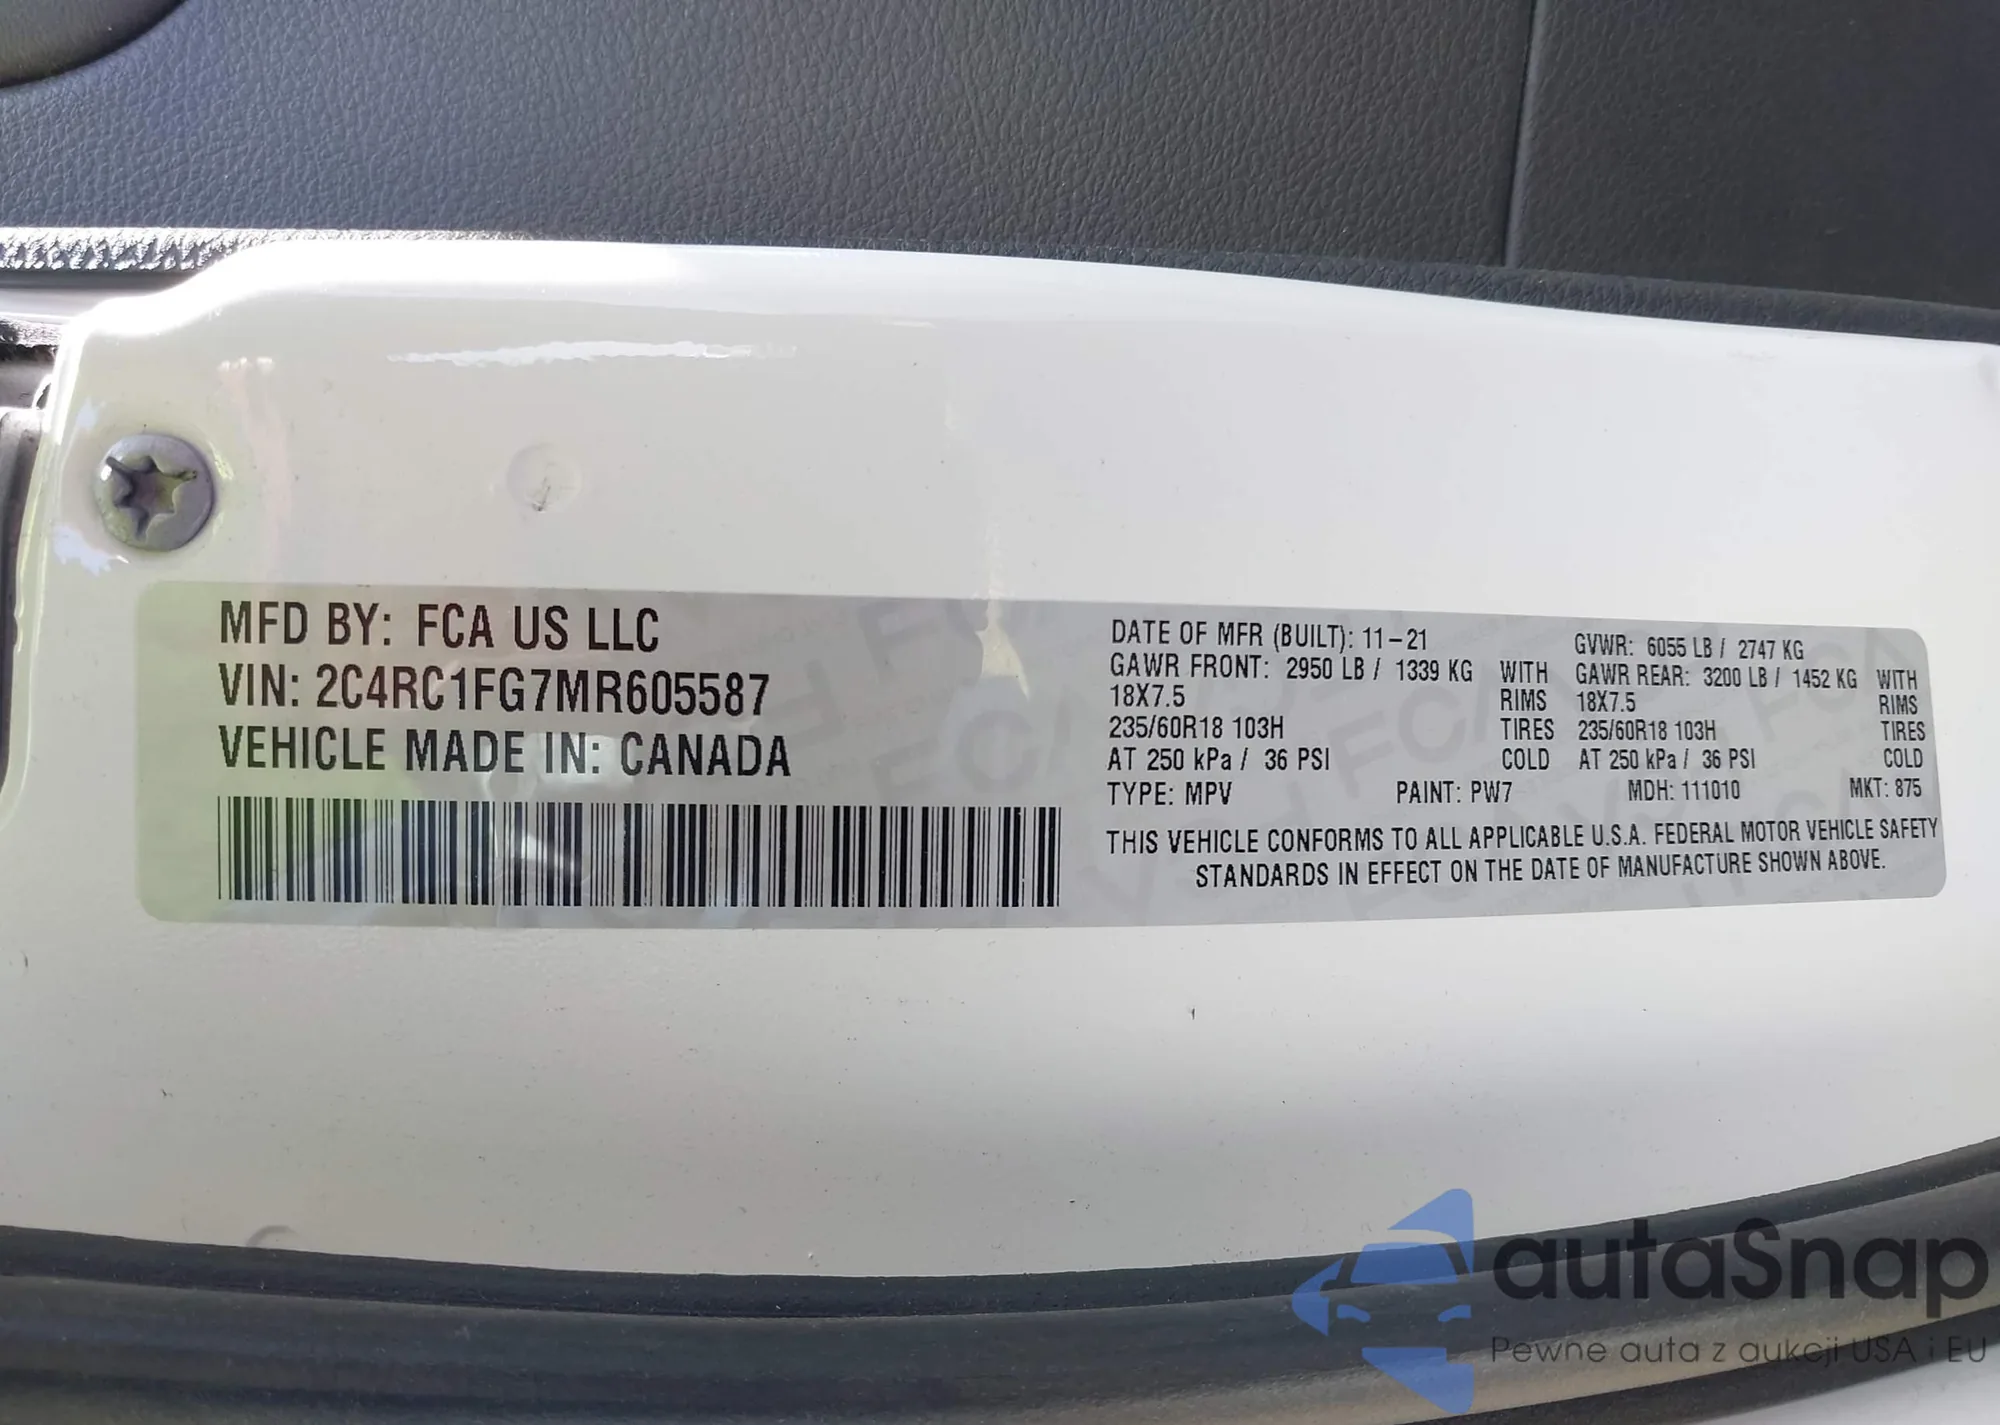 MFD BY: FCA US LLC
VIN: 2C4RC1FG7MR605587
VEHICLE MADE IN: CANADA
DATE OF MFR (BUILT): 11-21 GVWR: 6055 LB / 2747 KG
GAWR FRONT: 2950 LB / 1339 KG WITH GAWR REAR: 3200 LB / 1452 KG WITH
18X7.5 RIMS 18X7.5 RIMS
235/60R18 103H TIRES 235/60R18 103H TIRES
AT 250 kPa / 36 PSI COLD AT 250 kPa / 36 PSI COLD
TYPE: MPV PAINT: PW7 MDH: 111010 MKT: 875
THIS VEHICLE CONFORMS TO ALL APPLICABLE U.S.A. FEDERAL MOTOR VEHICLE SAFETY
STANDARDS IN EFFECT ON THE DATE OF MANUFACTURE SHOWN ABOVE.
autaSnap
Pewne auta z aukcji USA i EU